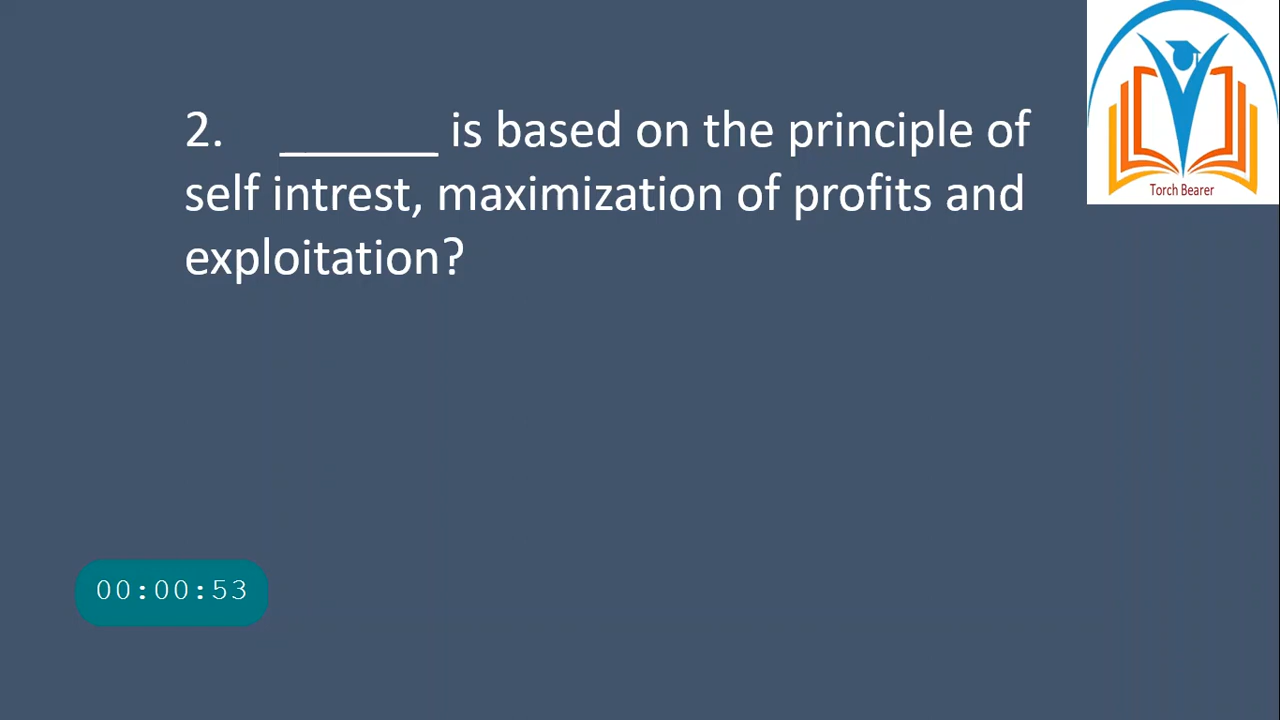 2. ______ is based on the principle of
self intrest, maximization of profits and
exploitation?
Torch Bearer
00:00:53